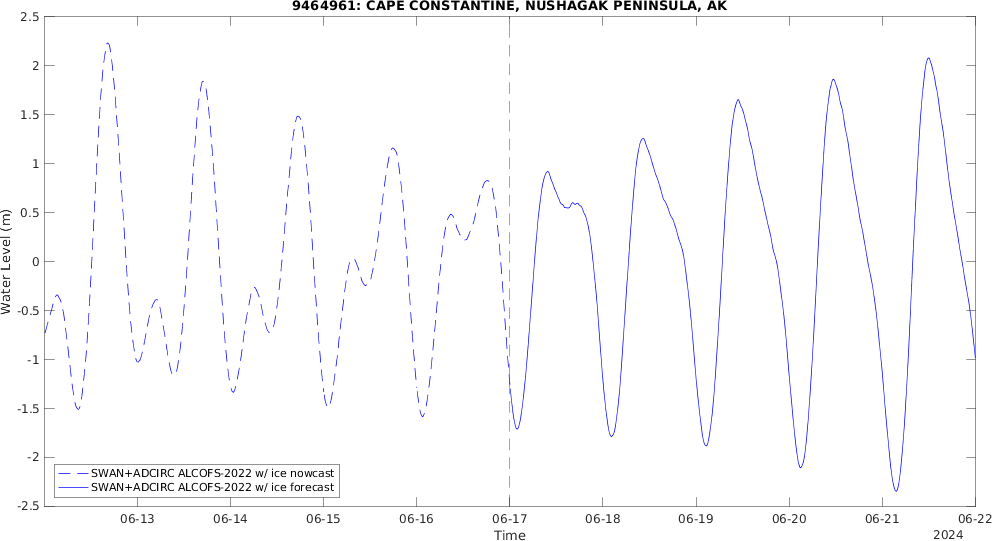 9464961: CAPE CONSTANTINE, NUSHAGAK PENINSULA, AK
2.5
2
1.5
1
0.5
0
-0.5
-1
-1.5
-2
-2.5
Water Level (m)
SWAN+ADCIRC ALCOFS-2022 w/ ice nowcast
SWAN+ADCIRC ALCOFS-2022 w/ ice forecast
06-13 06-14 06-15 06-16 06-17 06-18 06-19 06-20 06-21 06-22
Time
2024